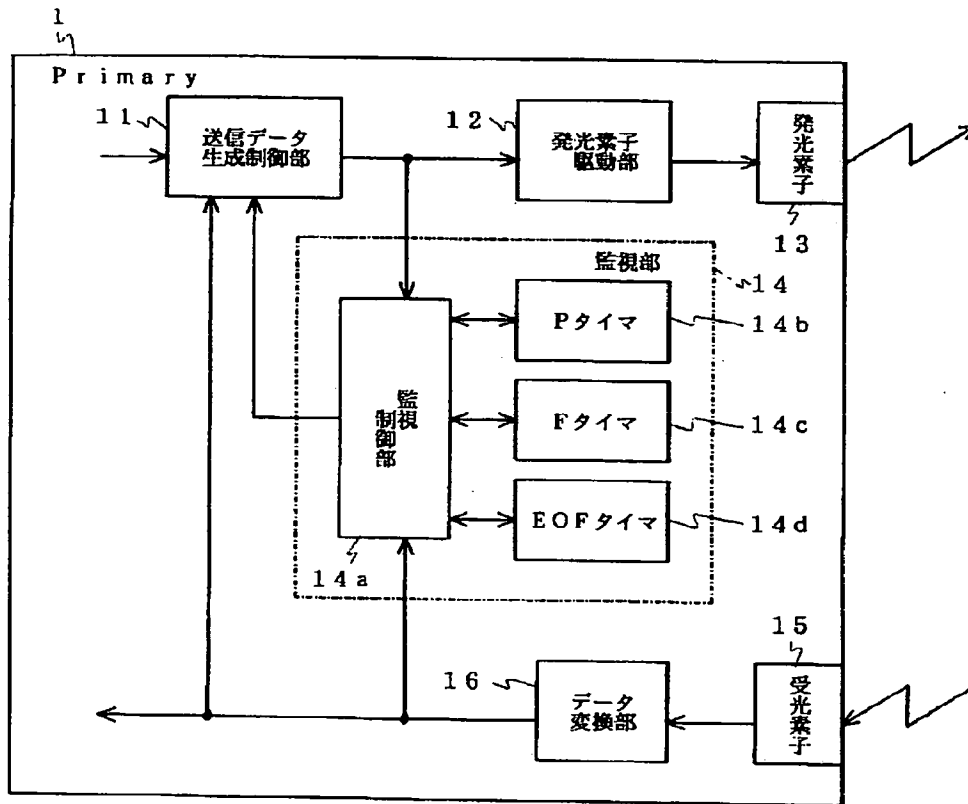 1
Primary
11
送信データ
生成制御部
12
発光素子
駆動部
発光素子
13
監視部
14
Pタイマ
14b
監視
制御部
Fタイマ
14c
EOFタイマ
14d
14a
15
16
データ
変換部
受光素子